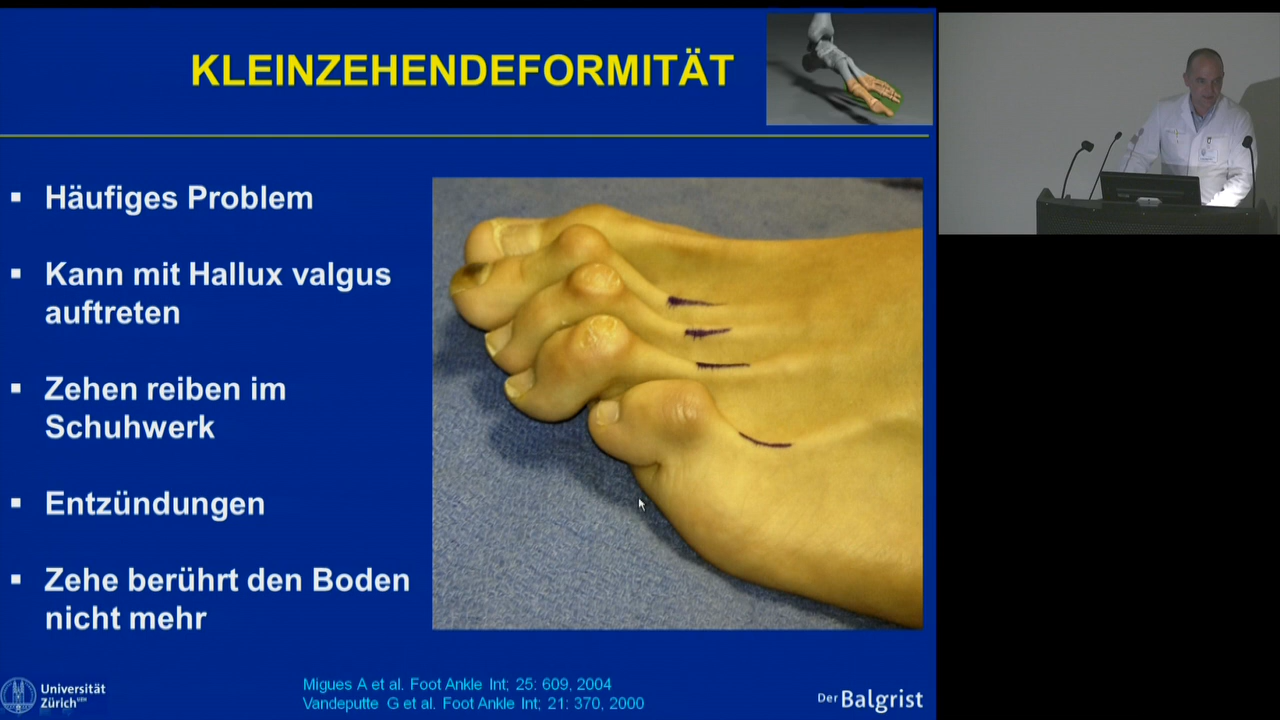 KLEINZEHENDEFORMITÄT
▪ Häufiges Problem
▪ Kann mit Hallux valgus
auftreten
▪ Zehen reiben im
Schuhwerk
▪ Entzündungen
▪ Zehe berührt den Boden
nicht mehr
Universität
Zürich UZH
Migues A et al. Foot Ankle Int; 25: 609, 2004
Vandeputte G et al. Foot Ankle Int; 21: 370, 2000
Der Balgrist